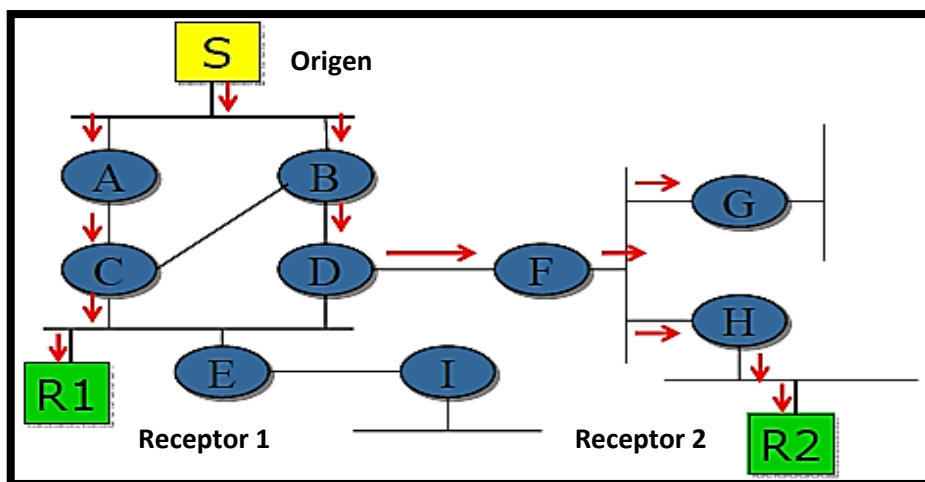 S Origen
A B
G
C D F
H
E I
R1
Receptor 1 Receptor 2
R2